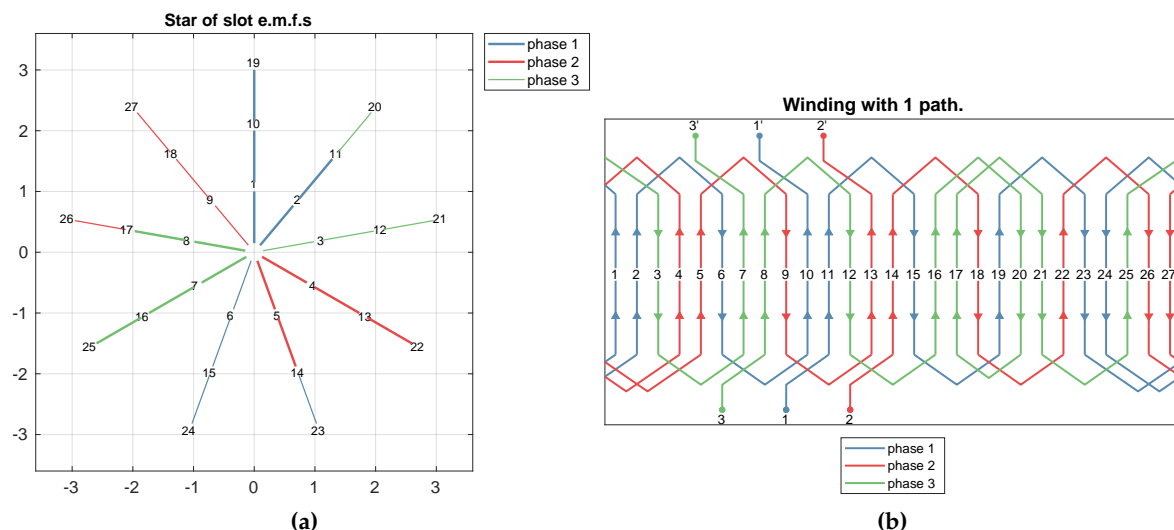 Star of slot e.m.f.s
phase 1
phase 2
phase 3
19
3
27
20
2
10
18
11
1
1
9
2
26
17
8
3
12
21
0
7
4
-1
16
6
5
13
25
22
-2
15
14
24
23
-3
-3 -2 -1 0 1 2 3
(a)
Winding with 1 path.
3' 1' 2'
1 2 3 4 5 6 7 8 9 10 11 12 13 14 15 16 17 18 19 20 21 22 23 24 25 26 27
3 1 2
phase 1
phase 2
phase 3
(b)